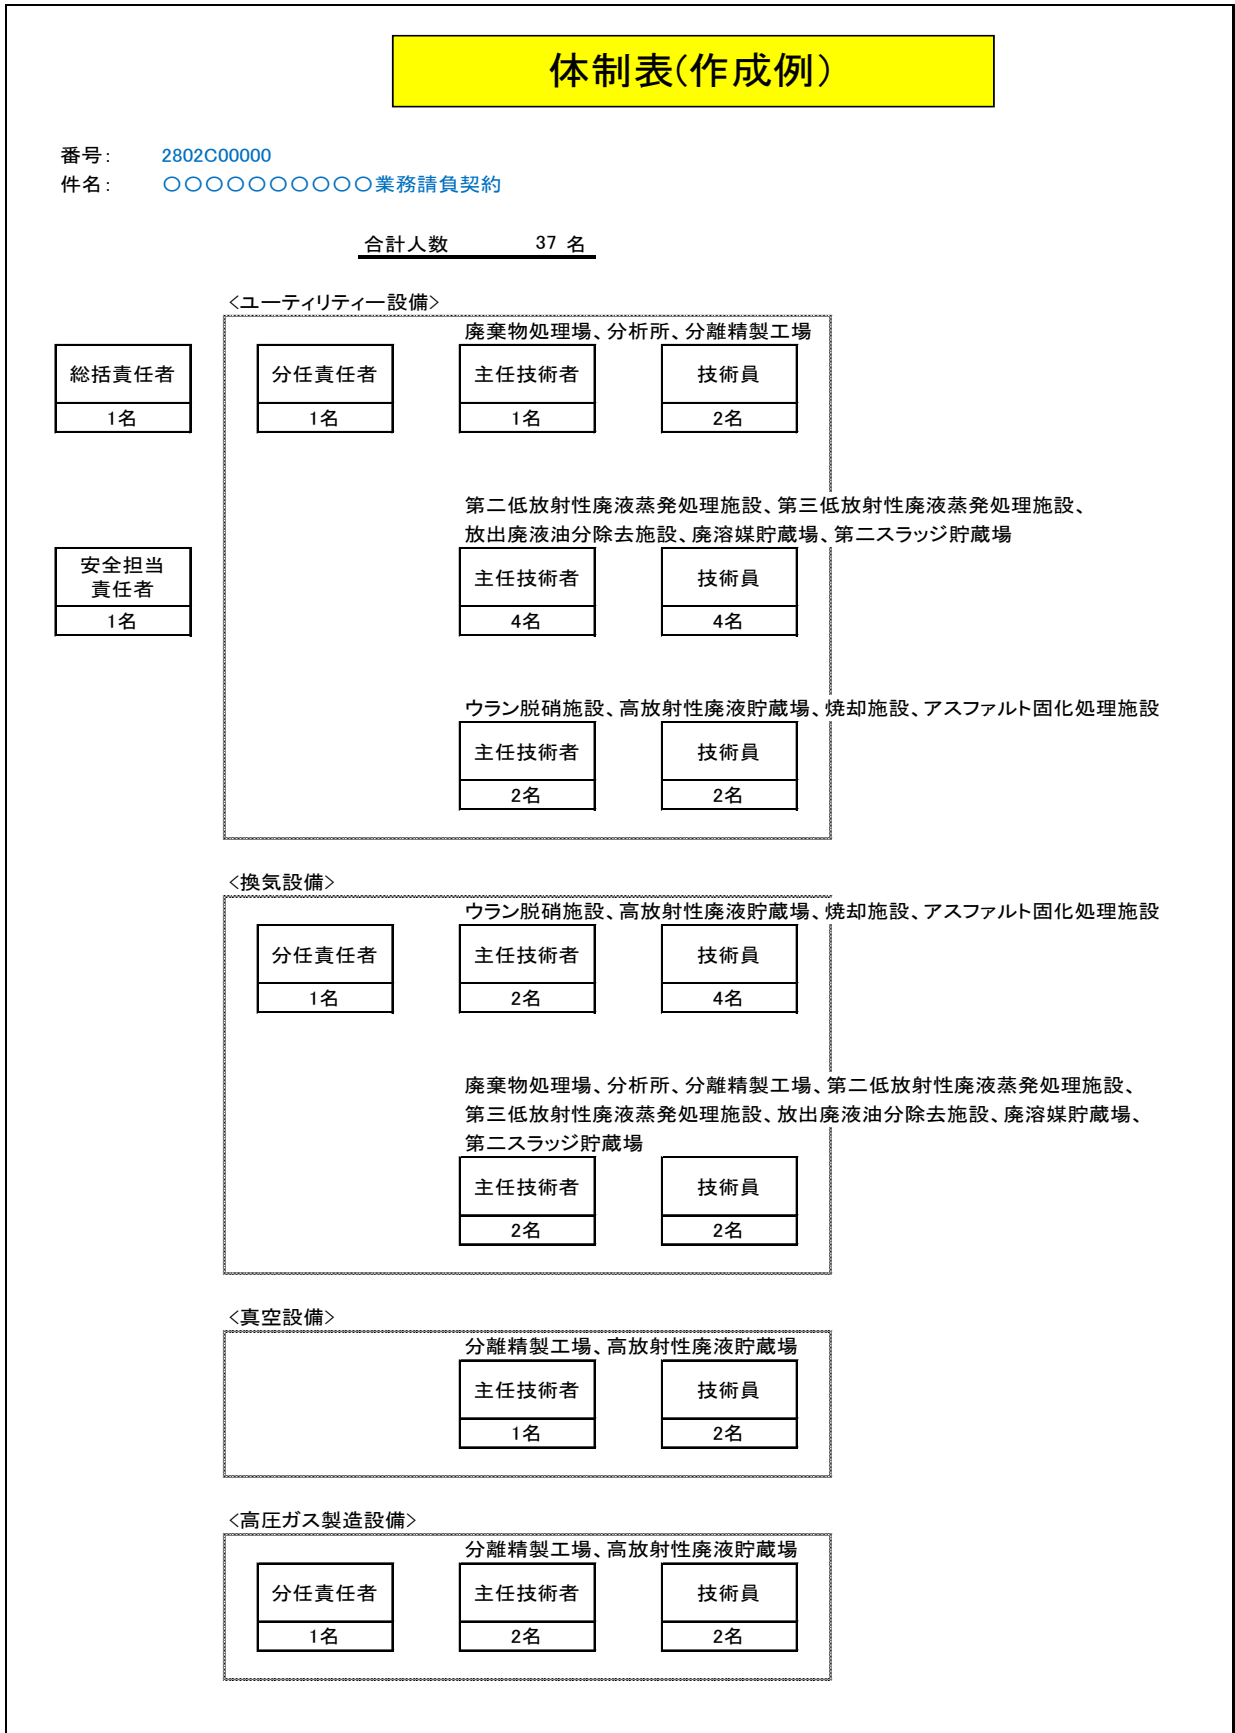 体制表(作成例)
番号: 2802C00000
件名: 〇〇〇〇〇〇〇〇〇〇業務請負契約
合計人数 37 名
<ユーティリティー設備>
廃棄物処理場、分析所、分離精製工場
総括責任者 分任責任者 主任技術者 技術員
1名 1名 1名 2名
第二低放射性廃液蒸発処理施設、第三低放射性廃液蒸発処理施設、
放出廃液油分除去施設、廃溶媒貯蔵場、第二スラッジ貯蔵場
安全担当
責任者
主任技術者 技術員
1名 4名 4名
ウラン脱硝施設、高放射性廃液貯蔵場、焼却施設、アスファルト固化処理施設
主任技術者 技術員
2名 2名
<換気設備>
ウラン脱硝施設、高放射性廃液貯蔵場、焼却施設、アスファルト固化処理施設
分任責任者 主任技術者 技術員
1名 2名 4名
廃棄物処理場、分析所、分離精製工場、第二低放射性廃液蒸発処理施設、
第三低放射性廃液蒸発処理施設、放出廃液油分除去施設、廃溶媒貯蔵場、
第二スラッジ貯蔵場
主任技術者 技術員
2名 2名
<真空設備>
分離精製工場、高放射性廃液貯蔵場
主任技術者 技術員
1名 2名
<高圧ガス製造設備>
分離精製工場、高放射性廃液貯蔵場
分任責任者 主任技術者 技術員
1名 2名 2名